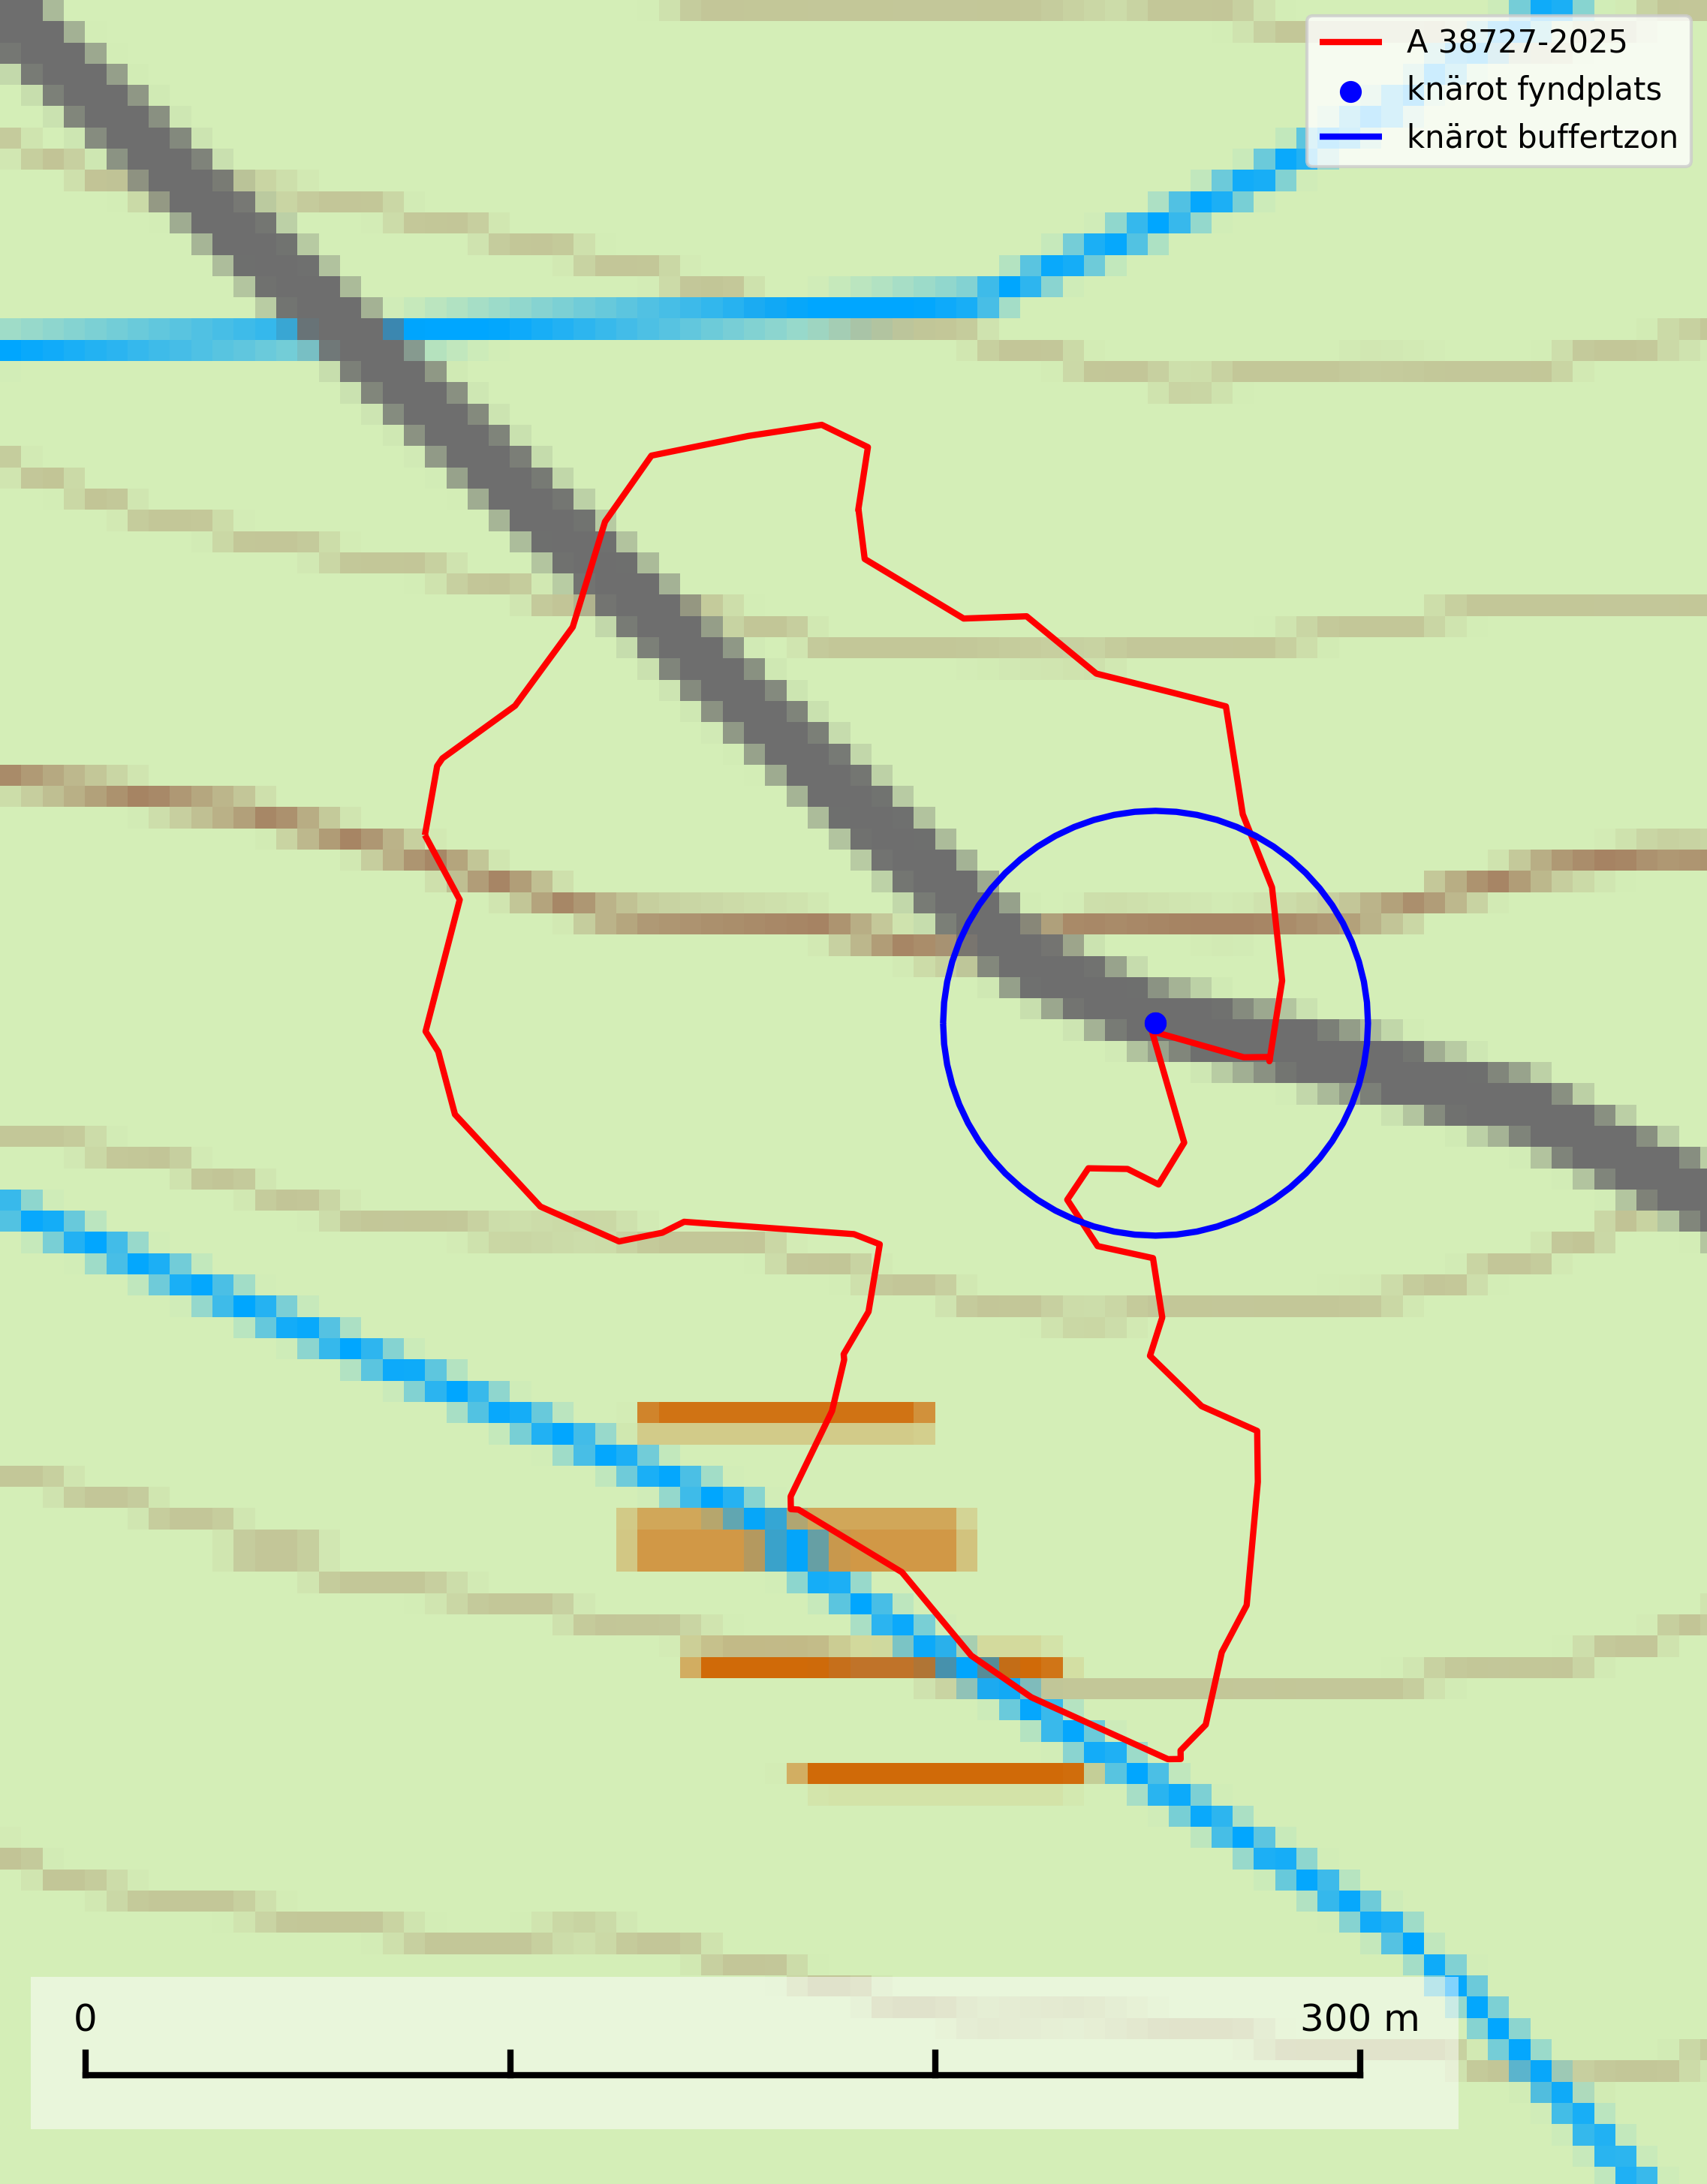 A 38727-2025
knärot fyndplats
knärot buffertzon
0
300 m